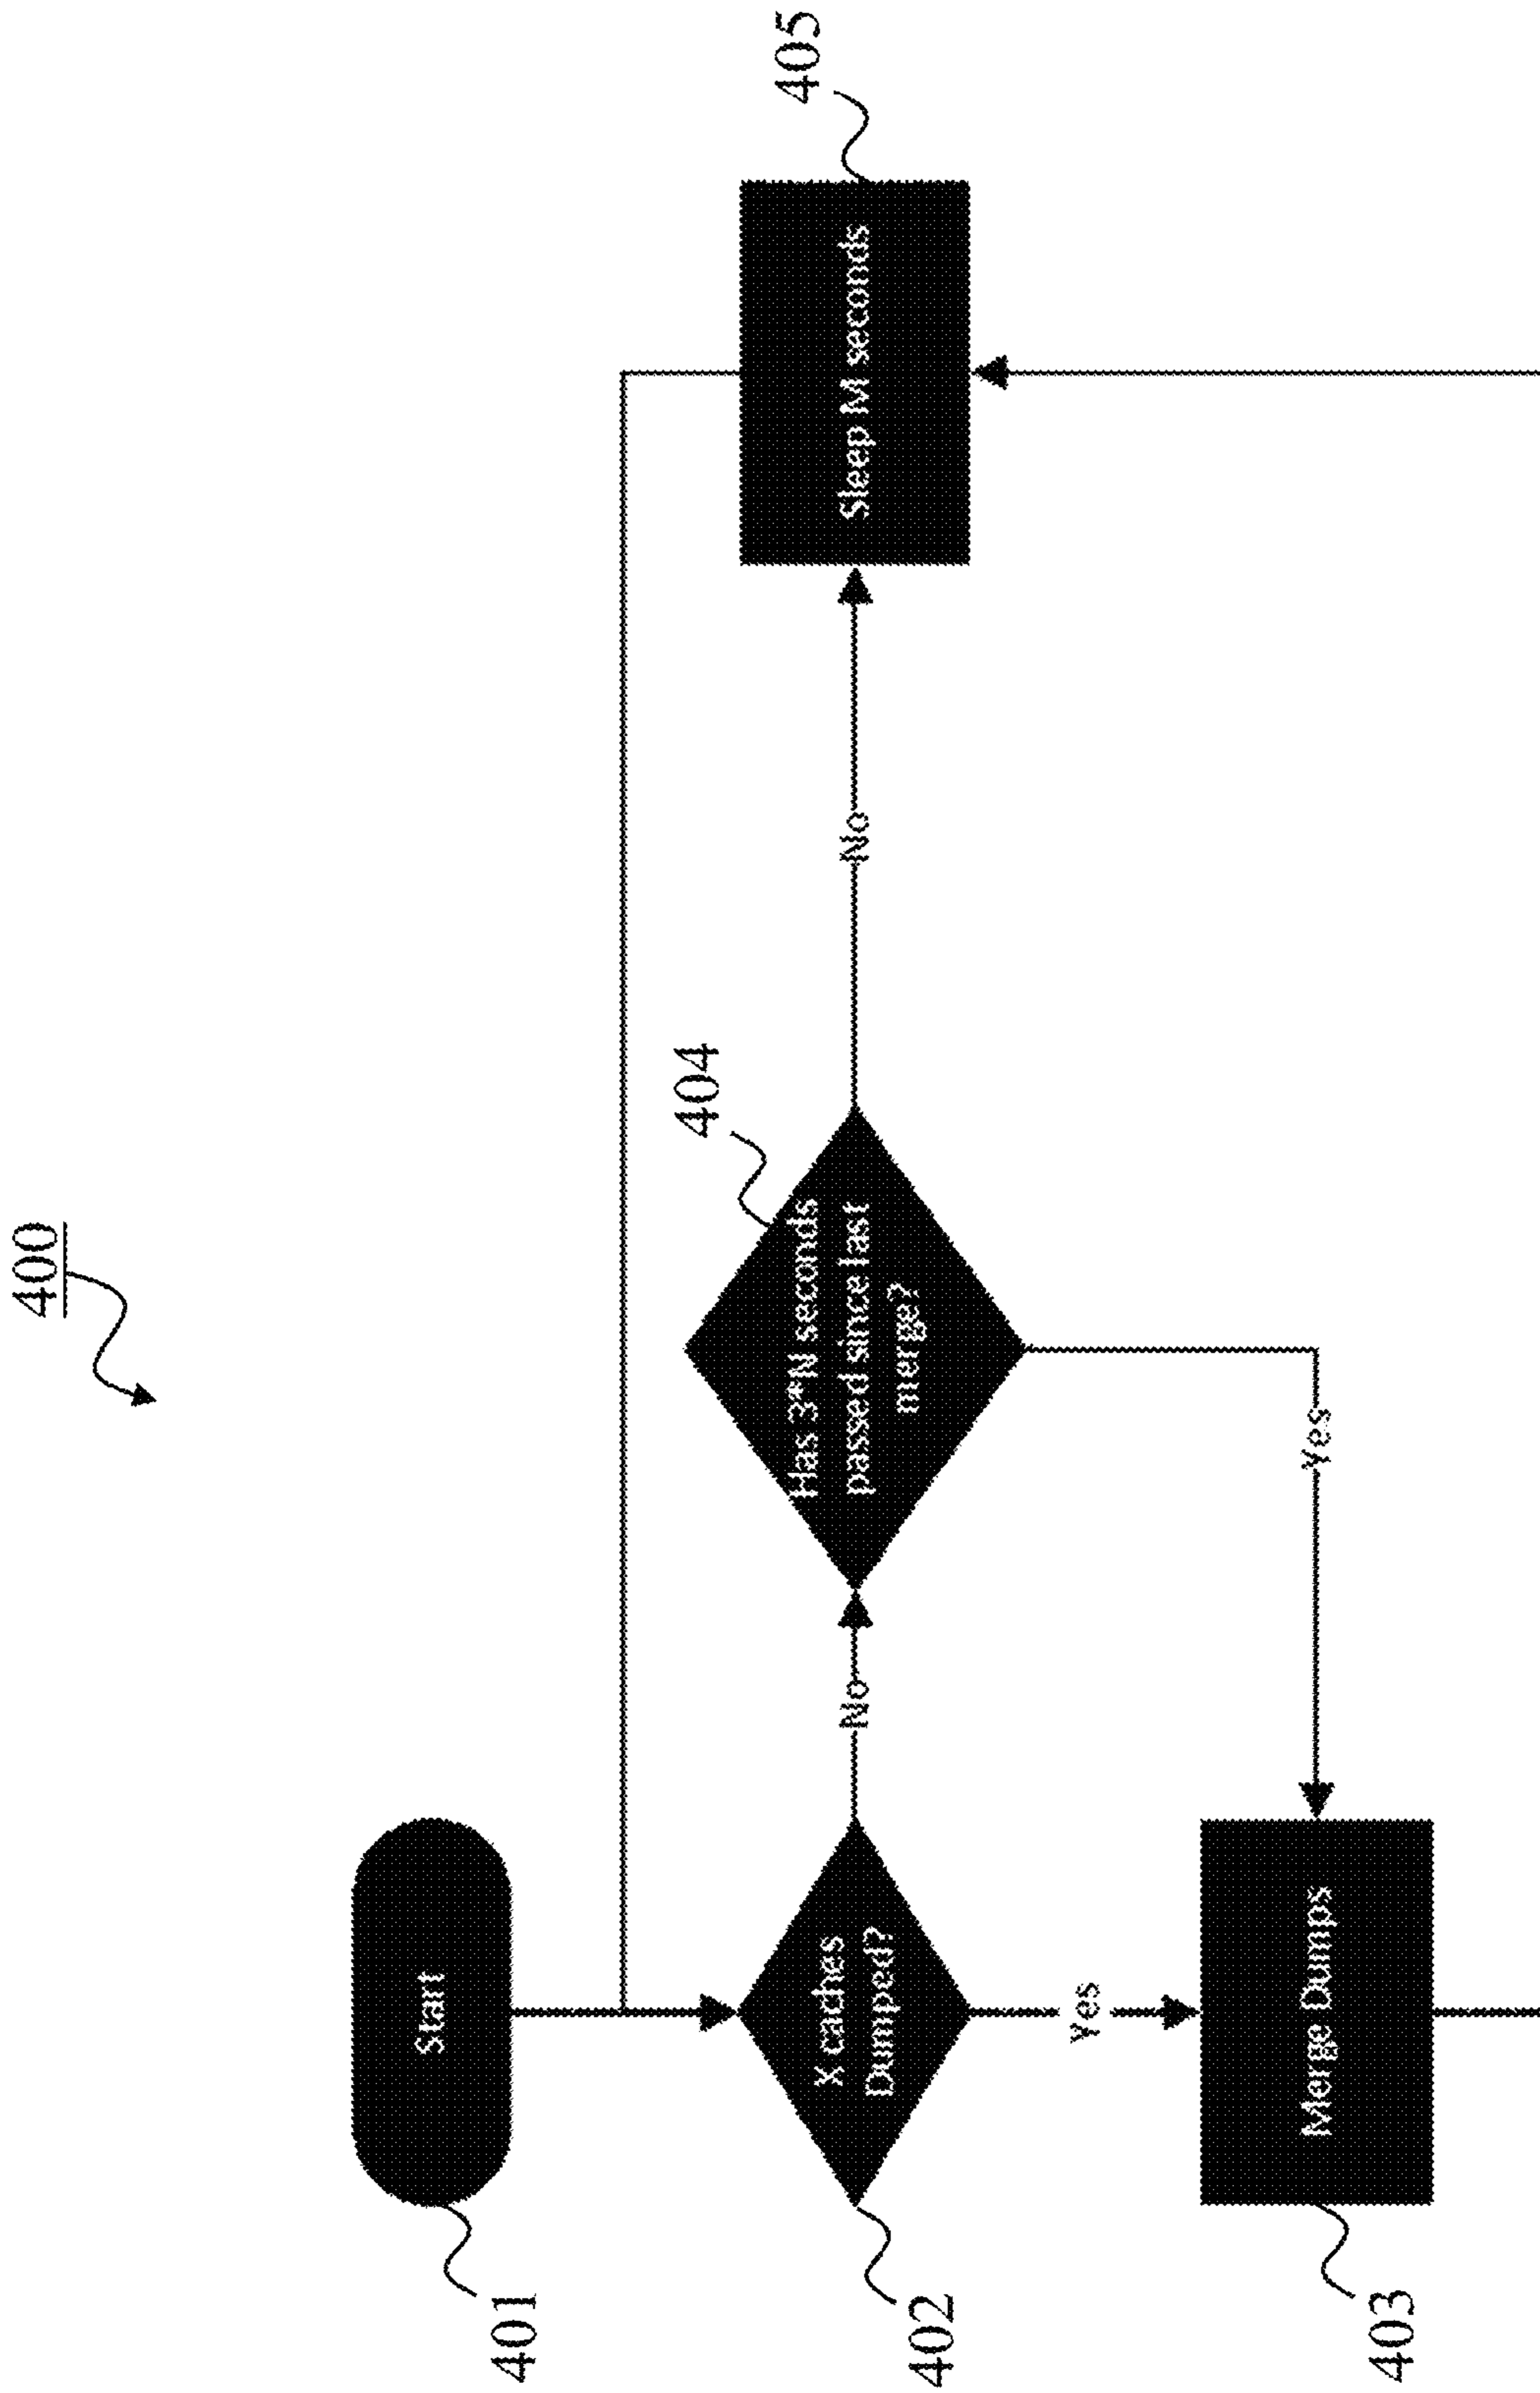 400
401
Start
402
X caches
Dumped?
No
404
Has 3*N seconds
passed since last
merge?
No
405
Sleep M seconds
Yes
Yes
403
Merge Dumps